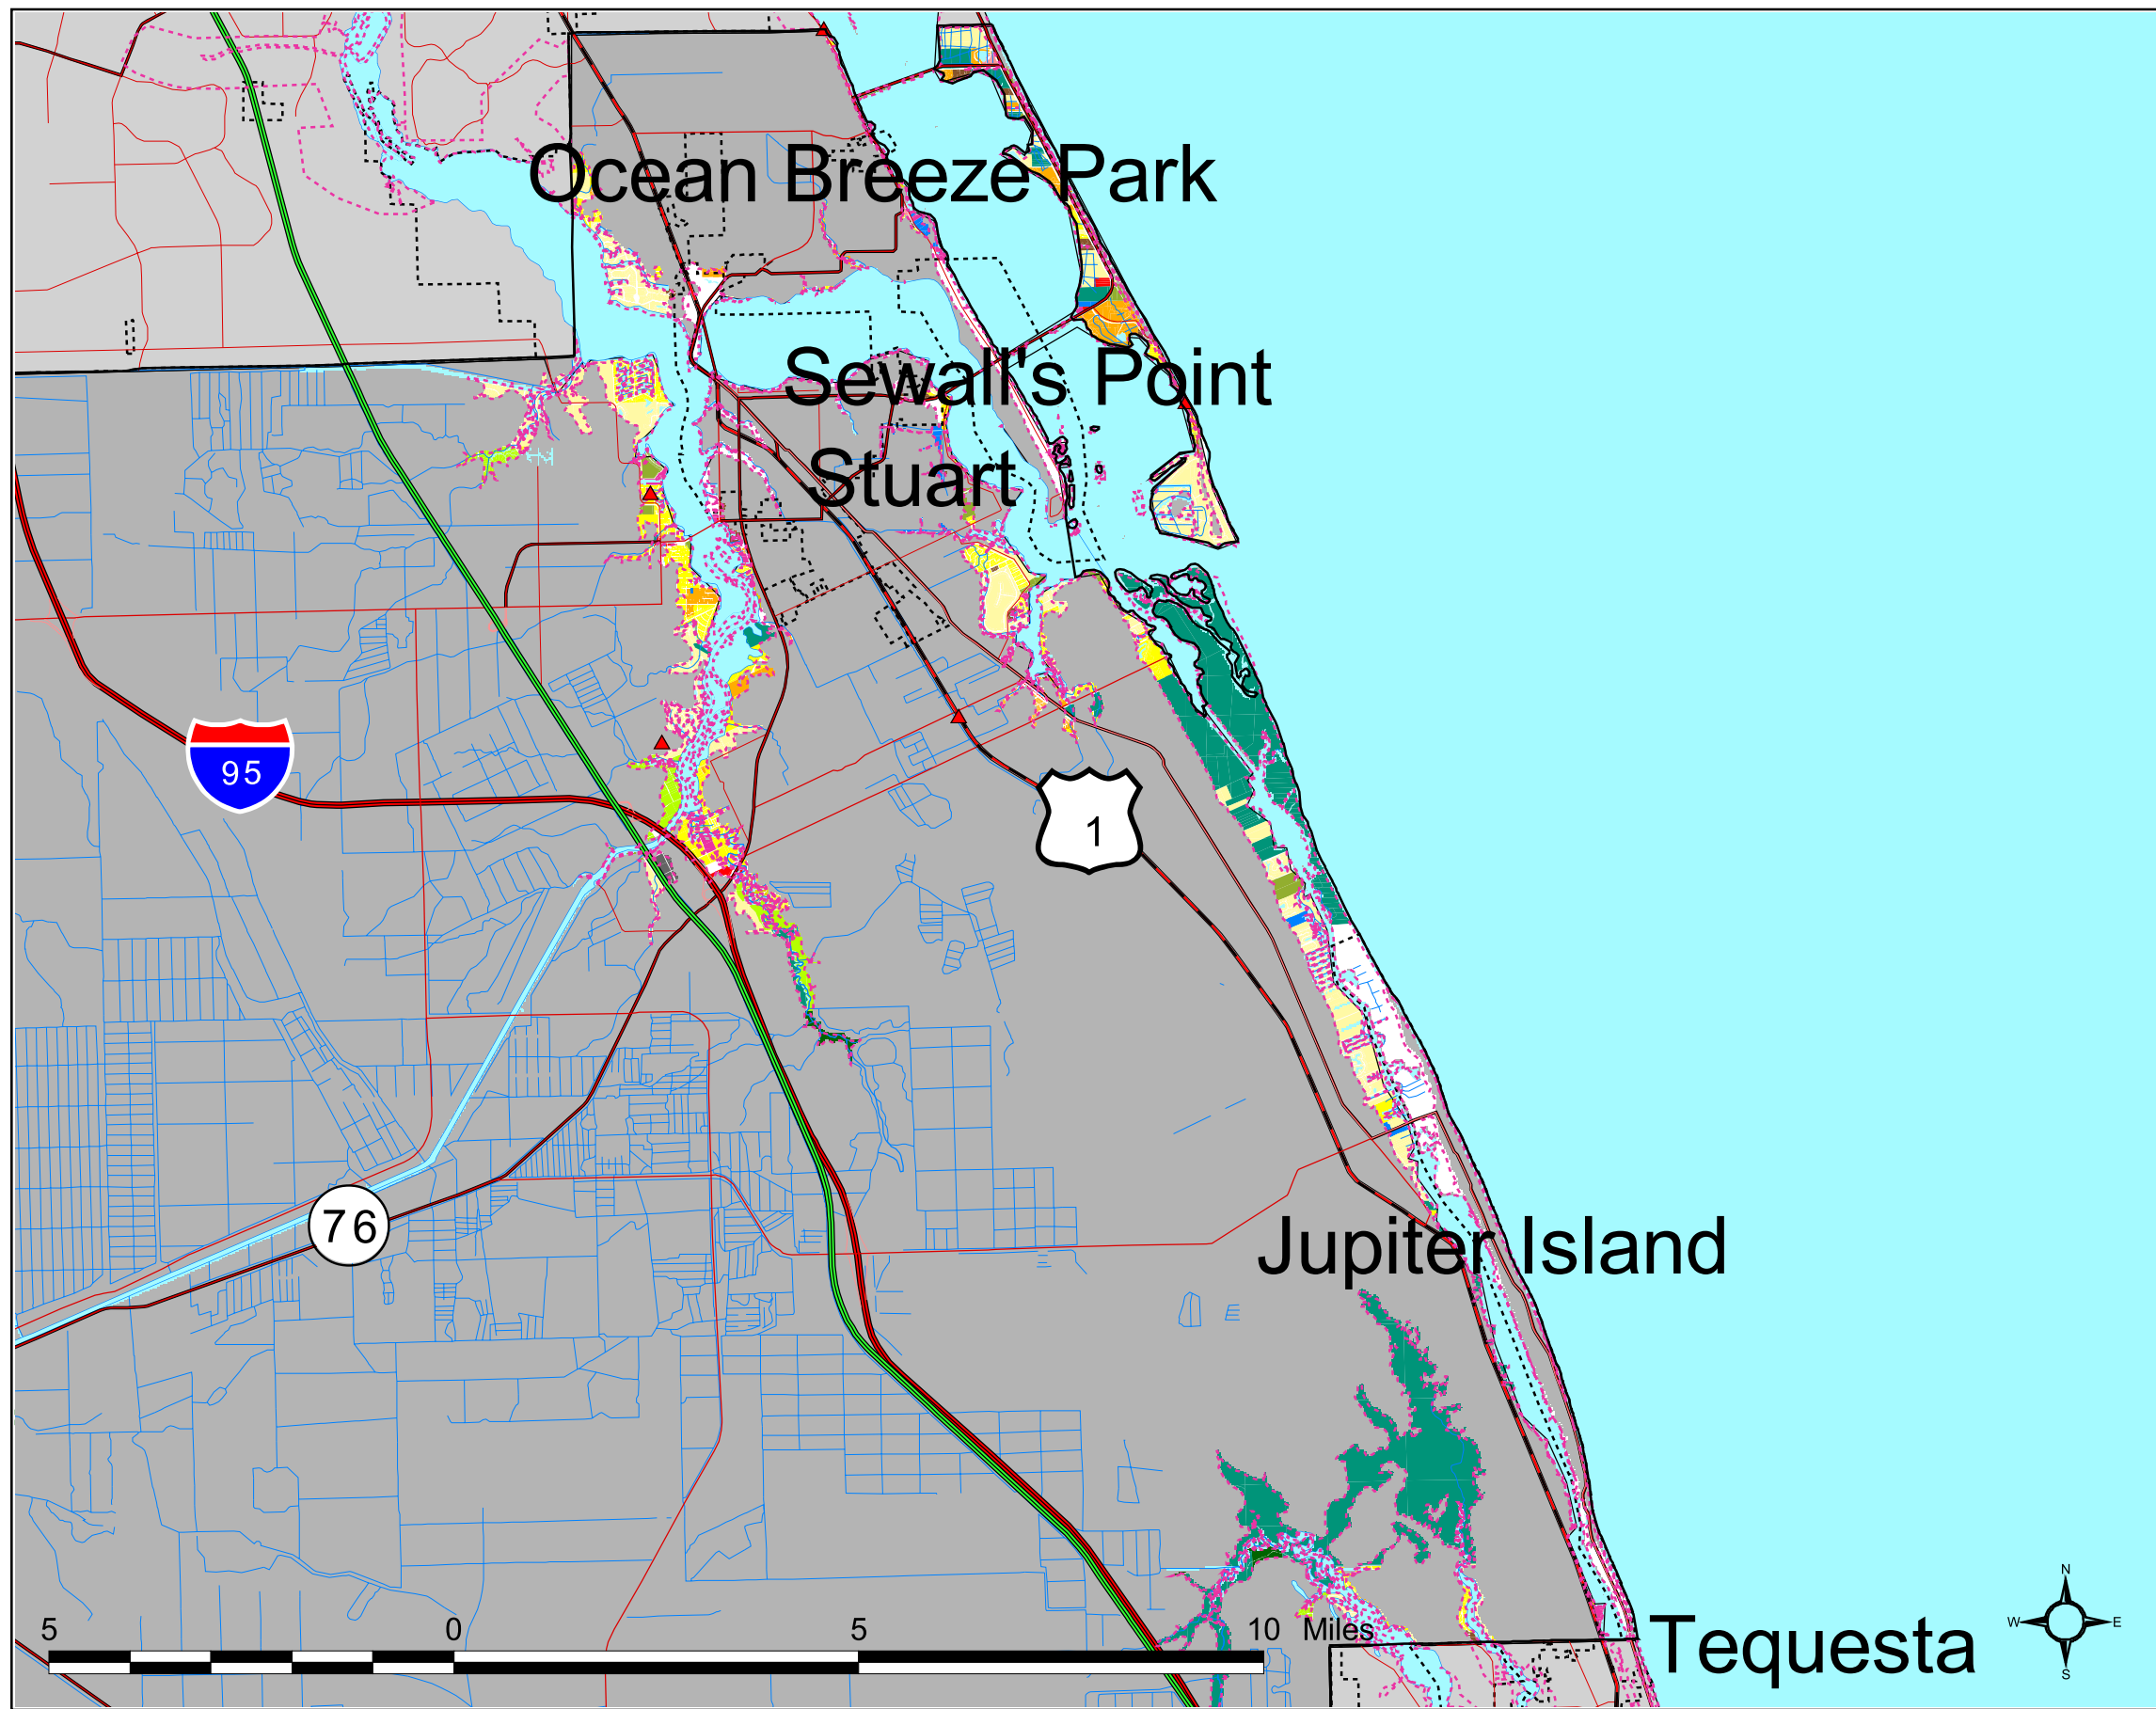 N
W E
S
Ocean Breeze Park
Sewall's Point
Stuart
95
1
76
Jupiter Island
5 0 5 10 Miles
Tequesta